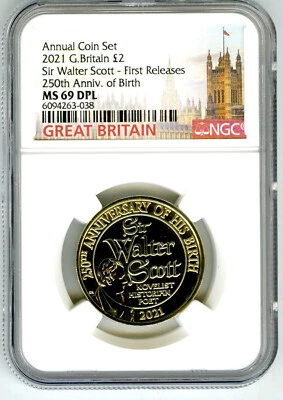 Annual Coin Set
2021 G.Britain £2
Sir Walter Scott - First Releases
250th Anniv. of Birth
MS 69 DPL
6094263-038
GREAT BRITAIN
NGC
250TH ANNIVERSARY OF HIS BIRTH
Sir
Walter
Scott
NOVELIST
HISTORIAN
POET
2021